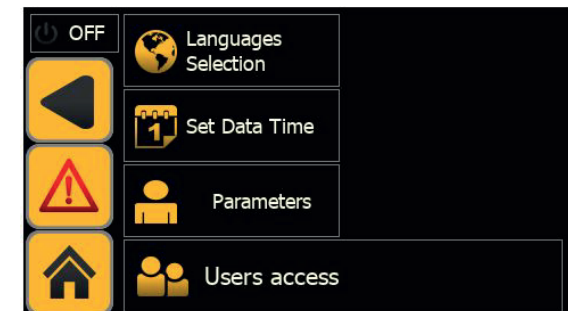 OFF
Languages
Selection
1
Set Data Time
Parameters
Users access